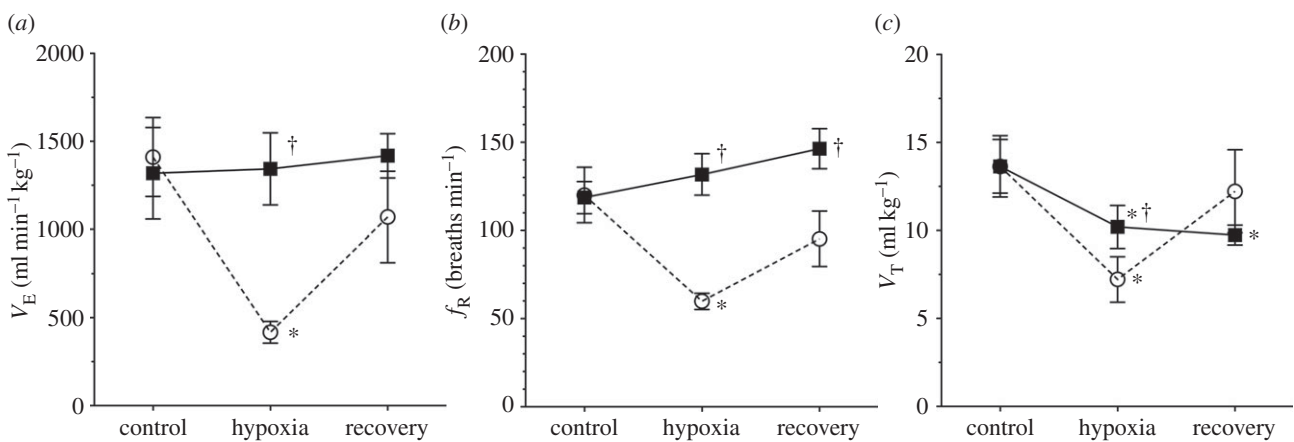 (a)
2000
1500
1000
500
0
V_E (ml min⁻¹ kg⁻¹)
†
*
control hypoxia recovery
(b)
200
150
100
50
0
f_R (breaths min⁻¹)
†
†
*
control hypoxia recovery
(c)
20
15
10
5
0
V_T (ml kg⁻¹)
*†
*
*
control hypoxia recovery